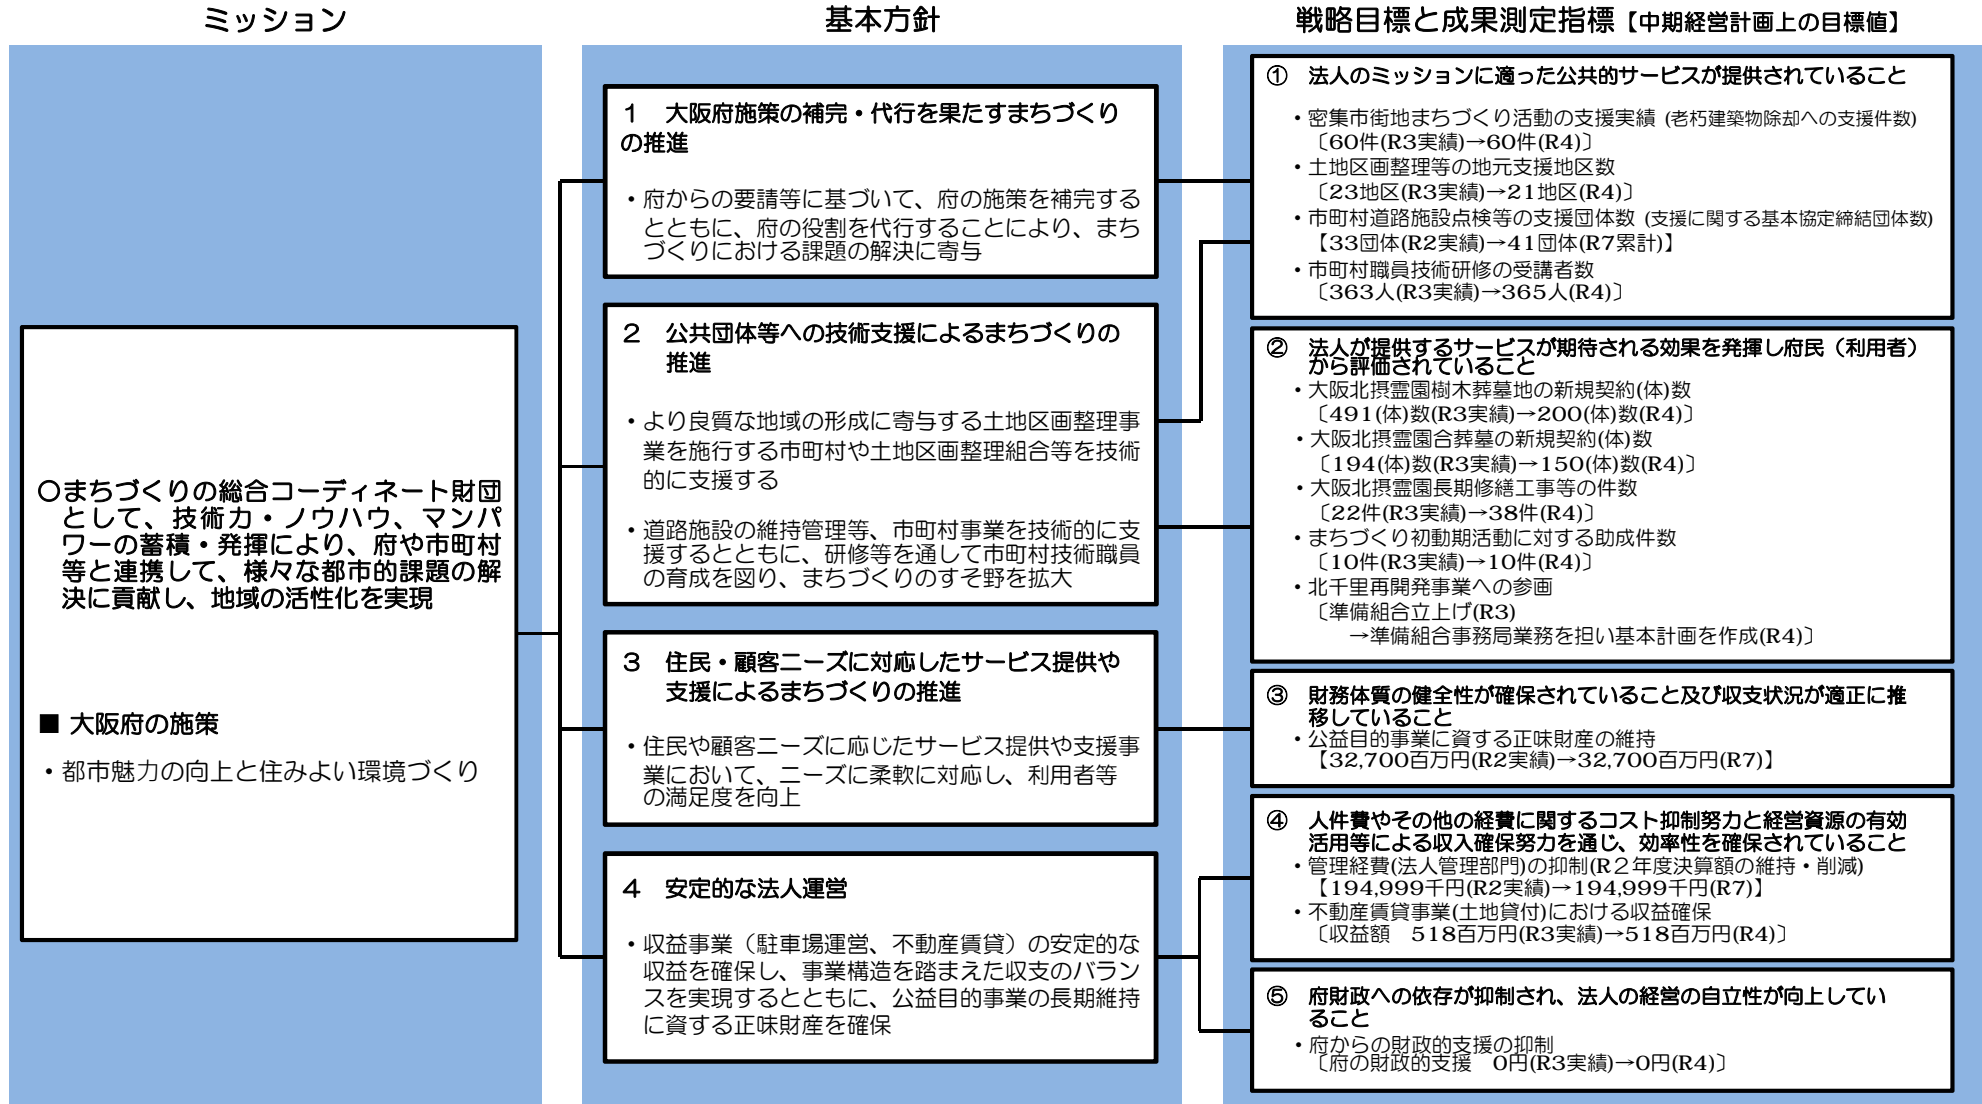 ミッション
〇まちづくりの総合コーディネート財団
として、技術力・ノウハウ、マンパ
ワーの蓄積・発揮により、府や市町村
等と連携して、様々な都市的課題の解
決に貢献し、地域の活性化を実現
■ 大阪府の施策
・都市魅力の向上と住みよい環境づくり
基本方針
1 大阪府施策の補完・代行を果たすまちづくり
の推進
・府からの要請等に基づいて、府の施策を補完する
とともに、府の役割を代行することにより、まち
づくりにおける課題の解決に寄与
2 公共団体等への技術支援によるまちづくりの
推進
・より良質な地域の形成に寄与する土地区画整理事
業を施行する市町村や土地区画整理組合等を技術
的に支援する
・道路施設の維持管理等、市町村事業を技術的に支
援するとともに、研修等を通して市町村技術職員
の育成を図り、まちづくりのすそ野を拡大
3 住民・顧客ニーズに対応したサービス提供や
支援によるまちづくりの推進
・住民や顧客ニーズに応じたサービス提供や支援事
業において、ニーズに柔軟に対応し、利用者等
の満足度を向上
4 安定的な法人運営
・収益事業（駐車場運営、不動産賃貸）の安定的な
収益を確保し、事業構造を踏まえた収支のバラン
スを実現するとともに、公益目的事業の長期維持
に資する正味財産を確保
戦略目標と成果測定指標【中期経営計画上の目標値】
① 法人のミッションに適った公共的サービスが提供されていること
・密集市街地まちづくり活動の支援実績 (老朽建築物除却への支援件数)
〔60件(R3実績)→60件(R4)〕
・土地区画整理等の地元支援地区数
〔23地区(R3実績)→21地区(R4)〕
・市町村道路施設点検等の支援団体数 (支援に関する基本協定締結団体数)
【33団体(R2実績)→41団体(R7累計)】
・市町村職員技術研修の受講者数
〔363人(R3実績)→365人(R4)〕
② 法人が提供するサービスが期待される効果を発揮し府民（利用者）
から評価されていること
・大阪北摂霊園樹木葬墓地の新規契約(体)数
〔491(体)数(R3実績)→200(体)数(R4)〕
・大阪北摂霊園合葬墓の新規契約(体)数
〔194(体)数(R3実績)→150(体)数(R4)〕
・大阪北摂霊園長期修繕工事等の件数
〔22件(R3実績)→38件(R4)〕
・まちづくり初動期活動に対する助成件数
〔10件(R3実績)→10件(R4)〕
・北千里再開発事業への参画
〔準備組合立上げ(R3)
→準備組合事務局業務を担い基本計画を作成(R4)〕
③ 財務体質の健全性が確保されていること及び収支状況が適正に推
移していること
・公益目的事業に資する正味財産の維持
【32,700百万円(R2実績)→32,700百万円(R7)】
④ 人件費やその他の経費に関するコスト抑制努力と経営資源の有効
活用等による収入確保努力を通じ、効率性を確保されていること
・管理経費(法人管理部門)の抑制(R２年度決算額の維持・削減)
【194,999千円(R2実績)→194,999千円(R7)】
・不動産賃貸事業(土地貸付)における収益確保
〔収益額 518百万円(R3実績)→518百万円(R4)〕
⑤ 府財政への依存が抑制され、法人の経営の自立性が向上してい
ること
・府からの財政的支援の抑制
〔府の財政的支援 0円(R3実績)→0円(R4)〕